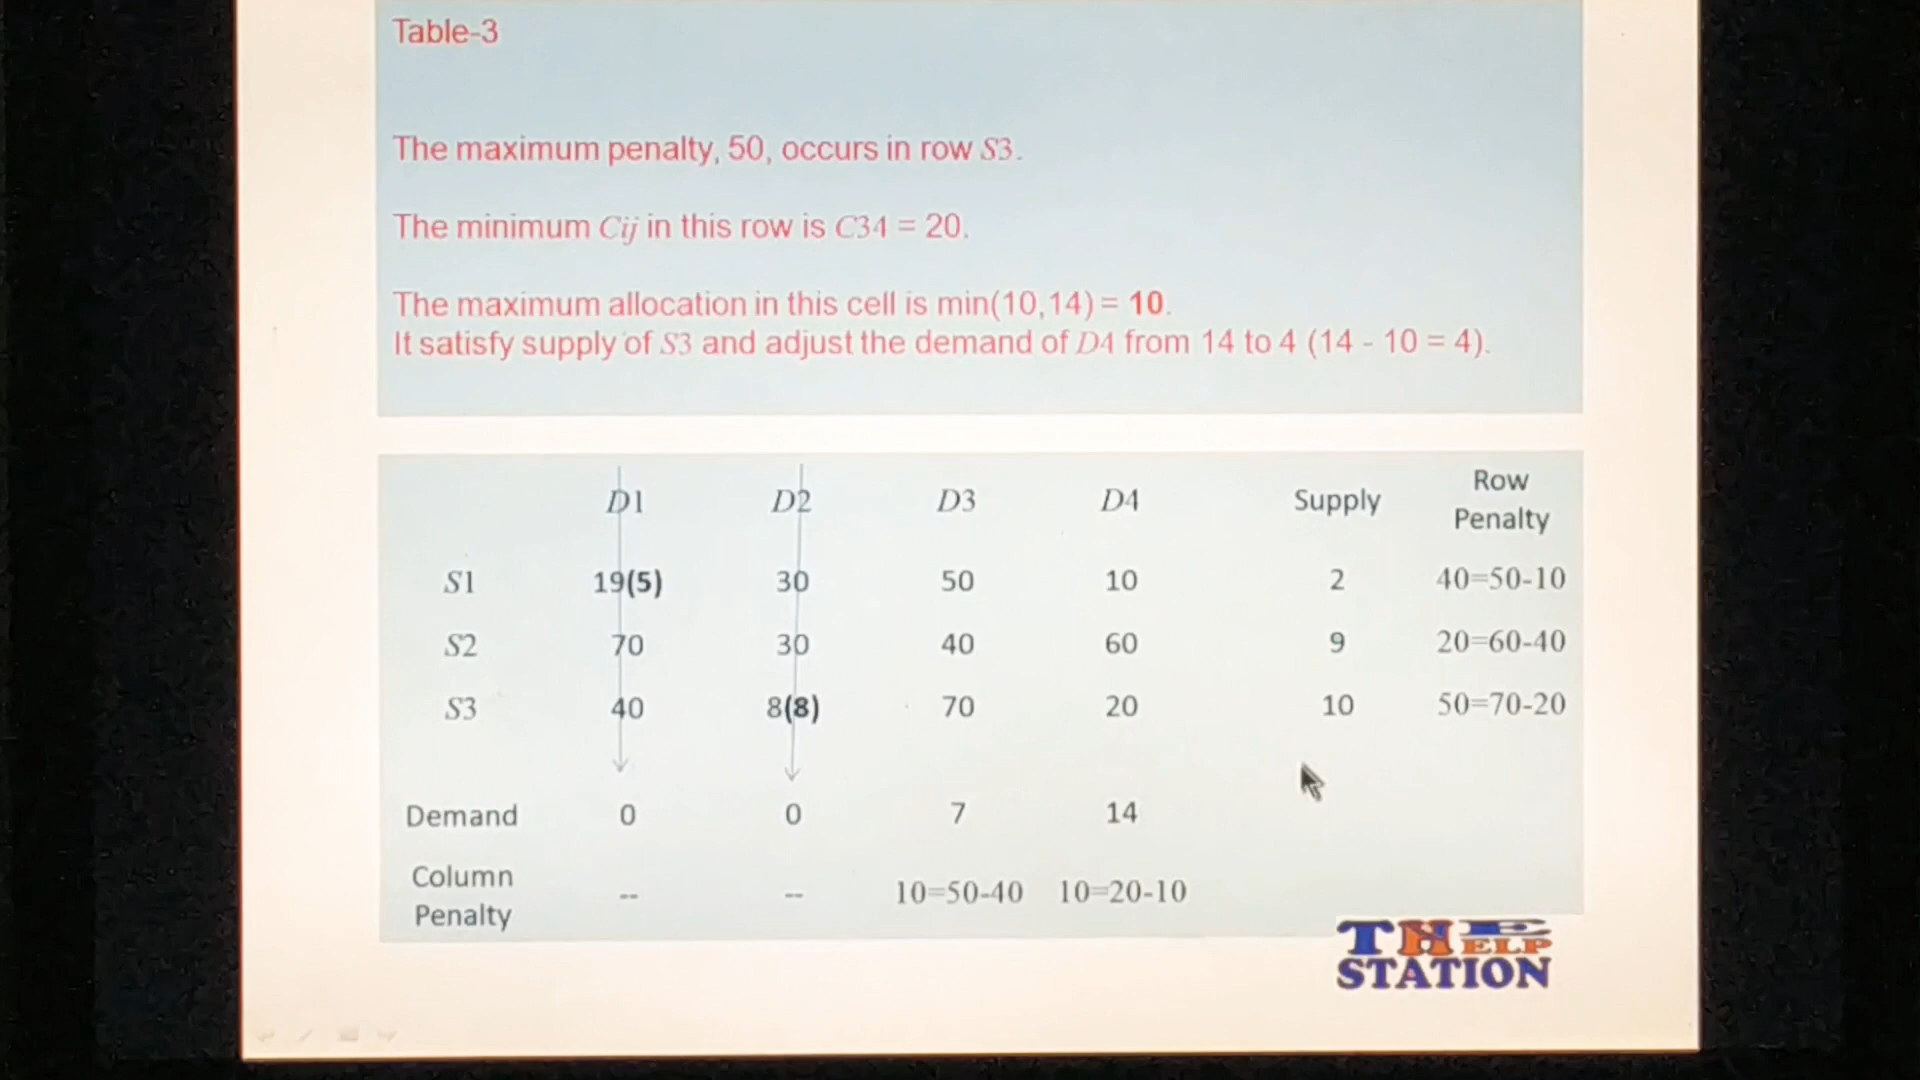 Table-3
The maximum penalty, 50, occurs in row S3.
The minimum Cij in this row is C34 = 20.
The maximum allocation in this cell is min(10,14) = 10.
It satisfy supply of S3 and adjust the demand of D4 from 14 to 4 (14 - 10 = 4).
D1 D2 D3 D4 Supply Row Penalty
S1 19(5) 30 50 10 2 40=50-10
S2 70 30 40 60 9 20=60-40
S3 40 8(8) 70 20 10 50=70-20
Demand 0 0 7 14
Column Penalty -- -- 10=50-40 10=20-10
THE HELP
STATION